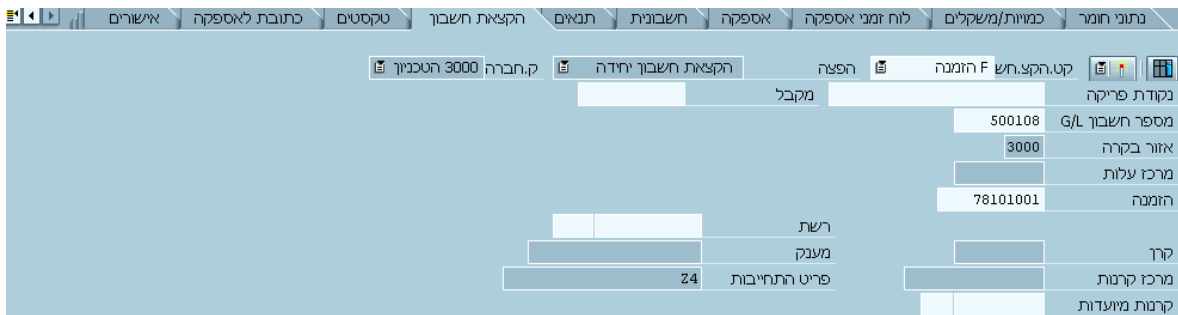 נתוני חומר כמויות/משקלים לוח זמני אספקה אספקה חשבונית תנאים הקצאת חשבון טקסטים כתובת לאספקה אישורים
קט.הקצ.חש F הזמנה הפצה הקצאת חשבון יחידה ק.חברה 3000 הטכניון
נקודת פריקה מקבל
מספר חשבון G/L 500108
אזור בקרה 3000
מרכז עלות
הזמנה 78101001
רשת
קרן מענק
מרכז קרנות פריט התחייבות Z4
קרנות מיועדות